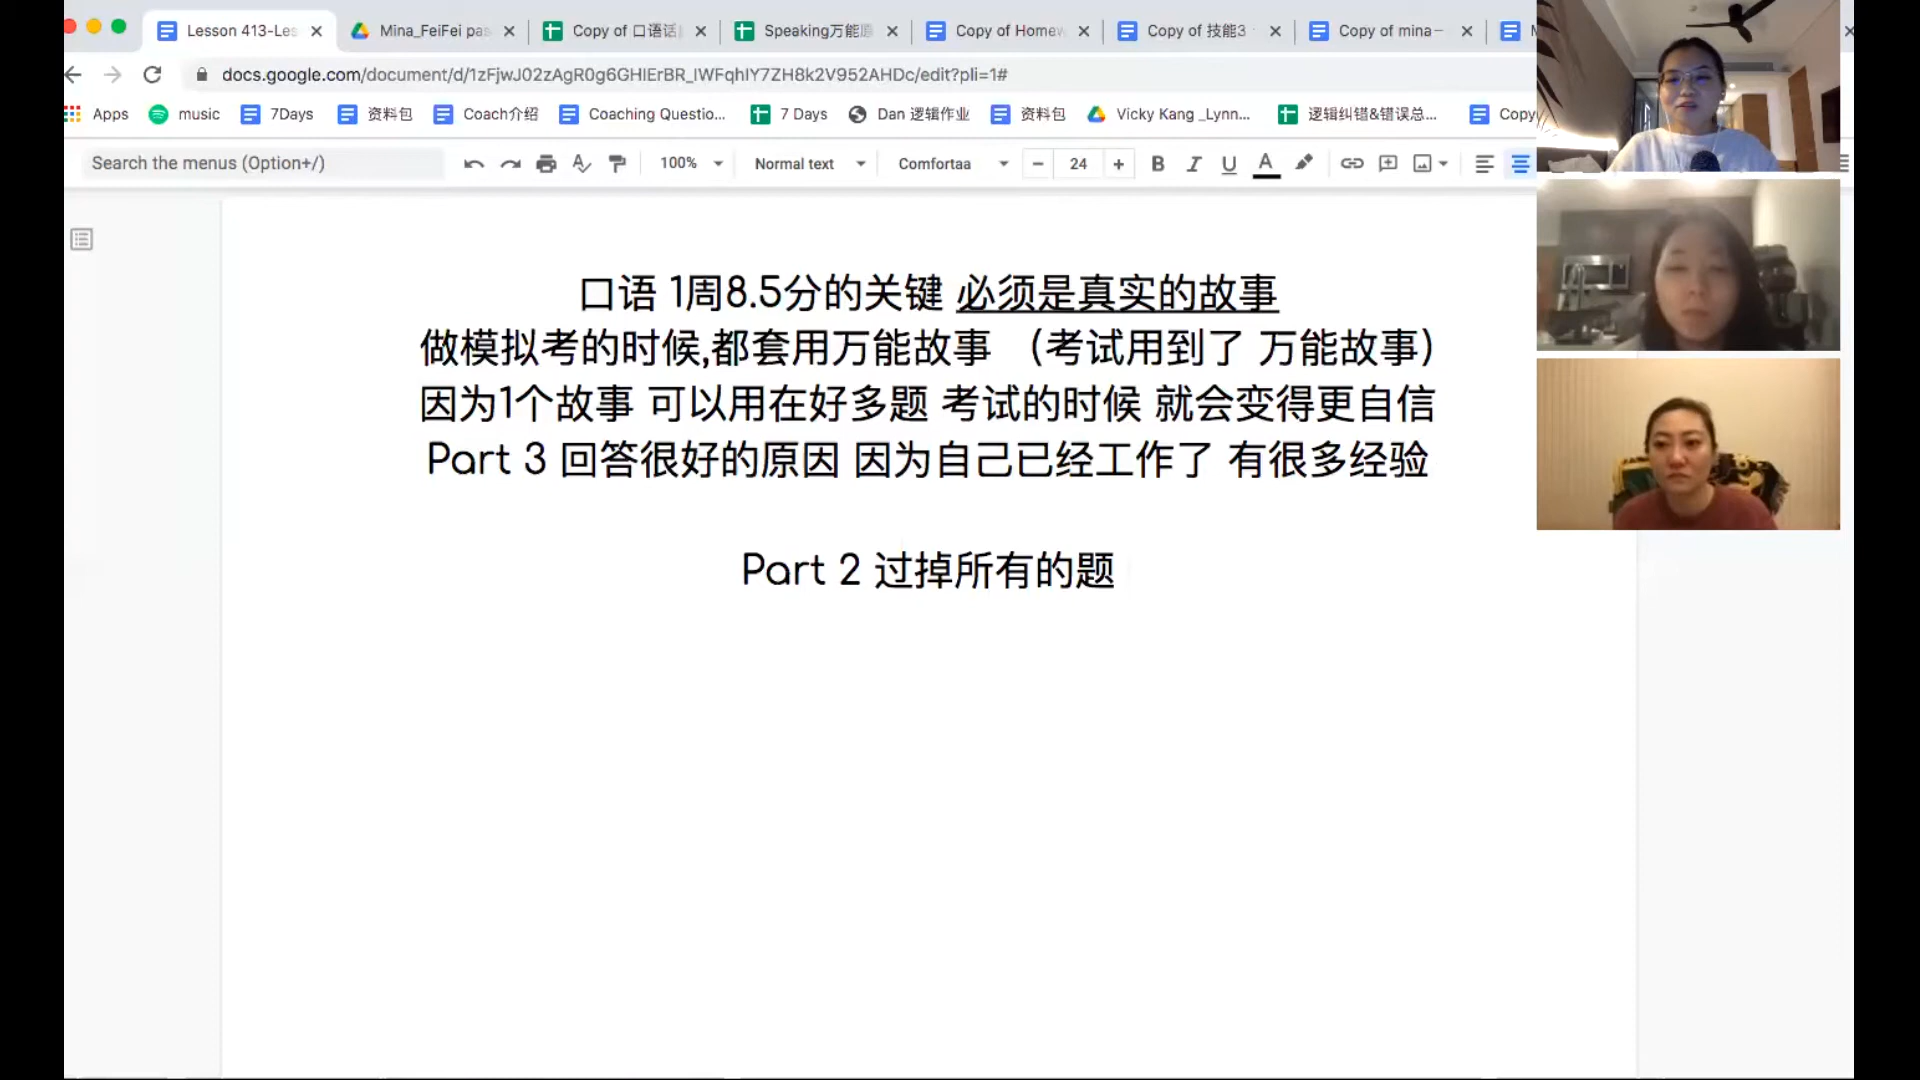 Lesson 413-Les
Mina_FeiFei pas
Copy of 口语话
Speaking万能
Copy of Homew
Copy of 技能3
Copy of mina一
docs.google.com/document/d/1zFjwJ02zAgR0g6GHlErBR_lWFqhlY7ZH8k2V952AHDc/edit?pli=1#
Apps
music
7Days
资料包
Coach介绍
Coaching Questio...
7 Days
Dan 逻辑作业
资料包
Vicky Kang _Lynn...
逻辑纠错&错误总...
Copy
Search the menus (Option+/)
100%
Normal text
Comfortaa
24
口语 1周8.5分的关键 必须是真实的故事
做模拟考的时候,都套用万能故事 （考试用到了 万能故事）
因为1个故事 可以用在好多题 考试的时候 就会变得更自信
Part 3 回答很好的原因 因为自己已经工作了 有很多经验
Part 2 过掉所有的题